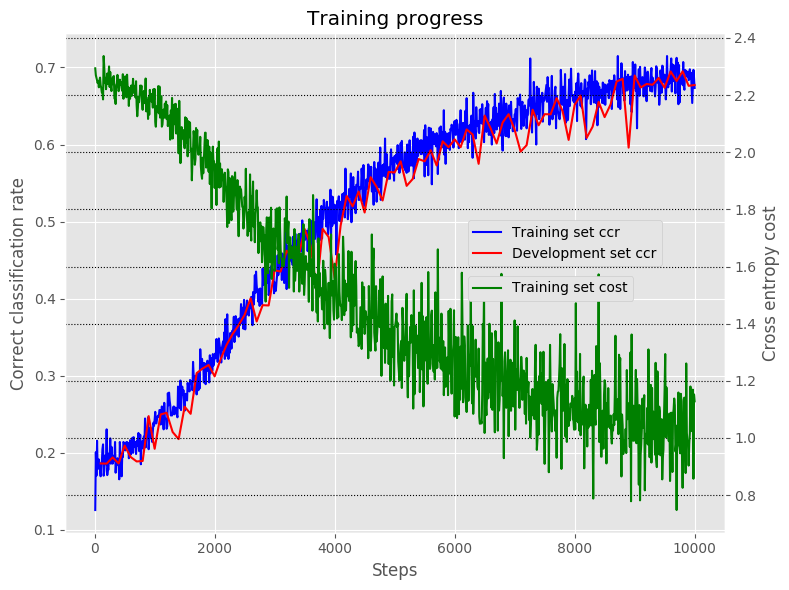 Training progress
Correct classification rate
0.7
0.6
0.5
0.4
0.3
0.2
0.1
2.4
2.2
2.0
1.8
1.6
1.4
1.2
1.0
0.8
Cross entropy cost
Training set ccr
Development set ccr
Training set cost
0 2000 4000 6000 8000 10000
Steps